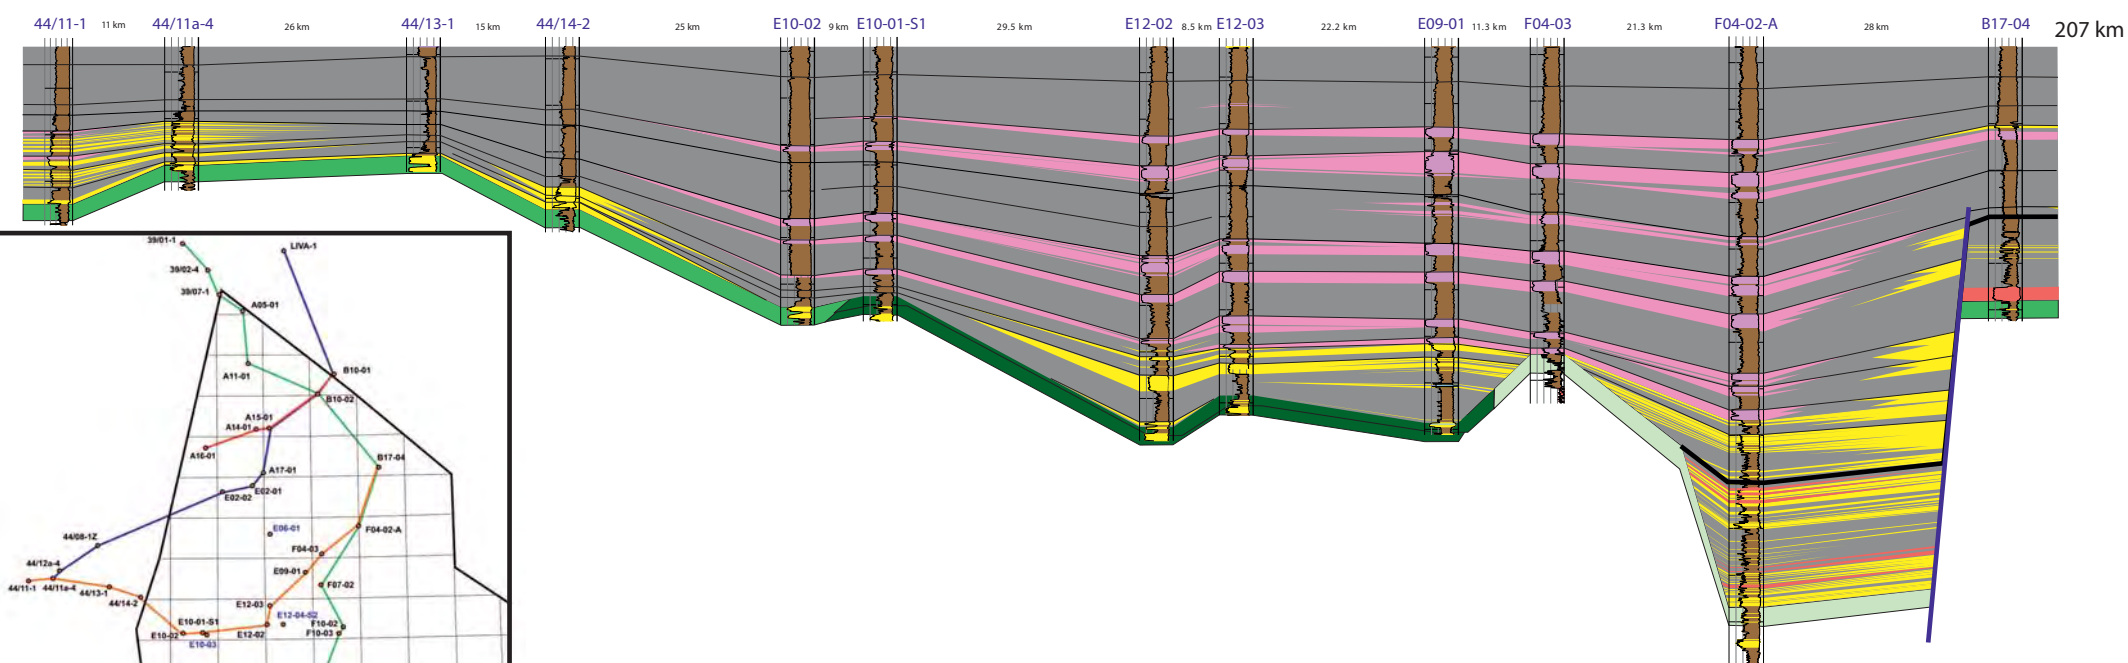 44/11-1 11 km 44/11a-4 26 km 44/13-1 15 km 44/14-2 25 km E10-02 9 km E10-01-S1 29.5 km E12-02 8.5 km E12-03 22.2 km E09-01 11.3 km F04-03 21.3 km F04-02-A 28 km B17-04 207 km
39/01-1
LIVA-1
39/02-4
39/07-1
A05-01
A11-01
B10-01
B10-02
A15-01
A14-01
A16-01
B17-04
A17-01
E02-01
E02-02
F04-02-A
E06-01
44/08-1Z
F04-03
44/12a-4
E09-01
44/11-1 44/11a-4
44/13-1
F07-02
44/14-2
E12-03
E12-04-S2
E10-01-S1
F10-02
E10-02
E12-02
F10-03
E10-03